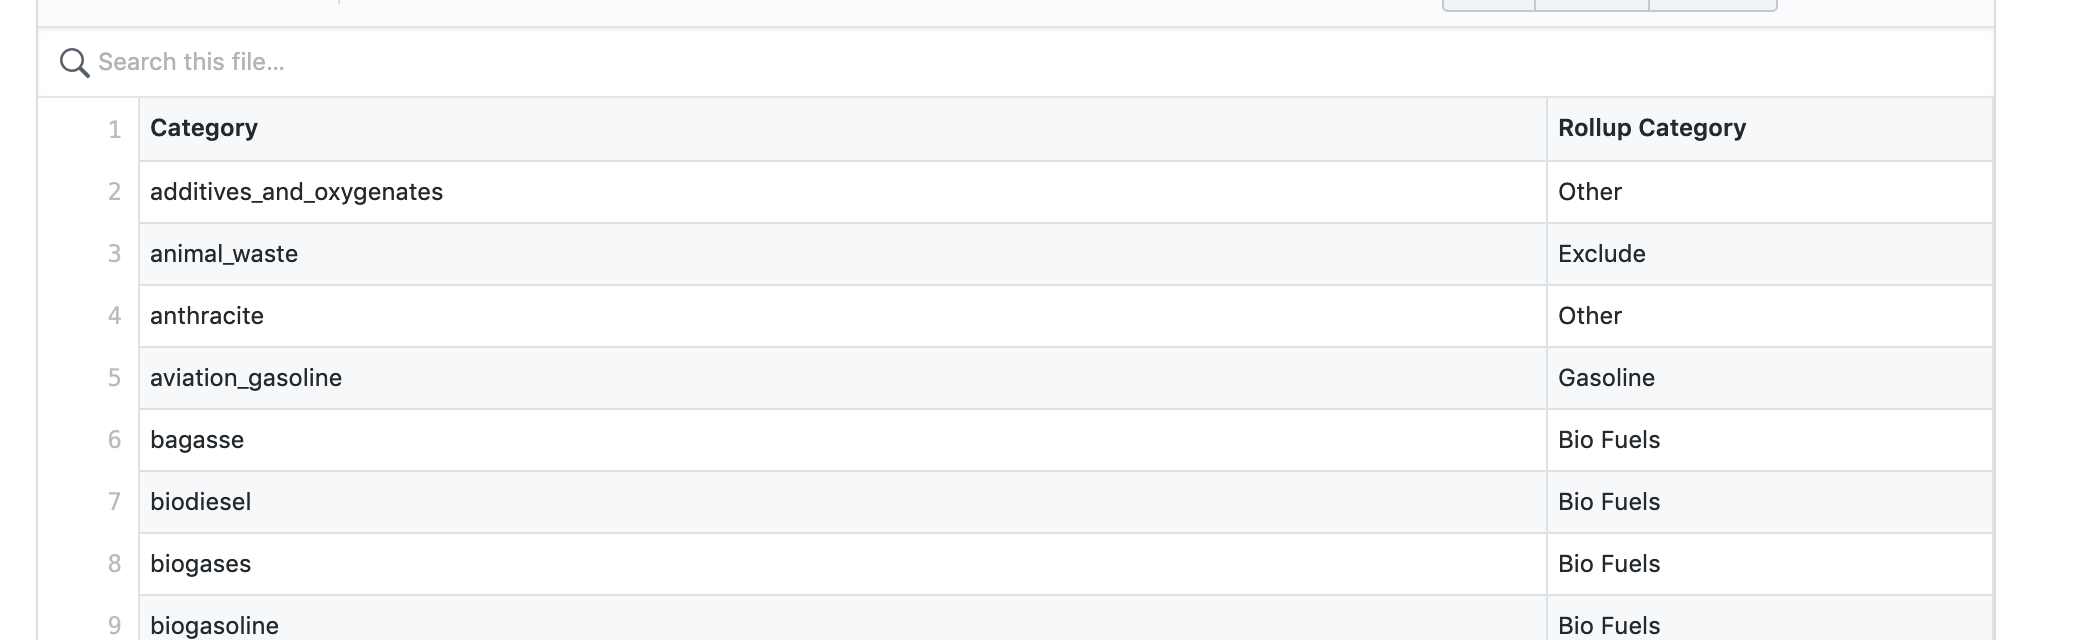 Search this file...
1 Category Rollup Category
2 additives_and_oxygenates Other
3 animal_waste Exclude
4 anthracite Other
5 aviation_gasoline Gasoline
6 bagasse Bio Fuels
7 biodiesel Bio Fuels
8 biogases Bio Fuels
9 biogasoline Bio Fuels